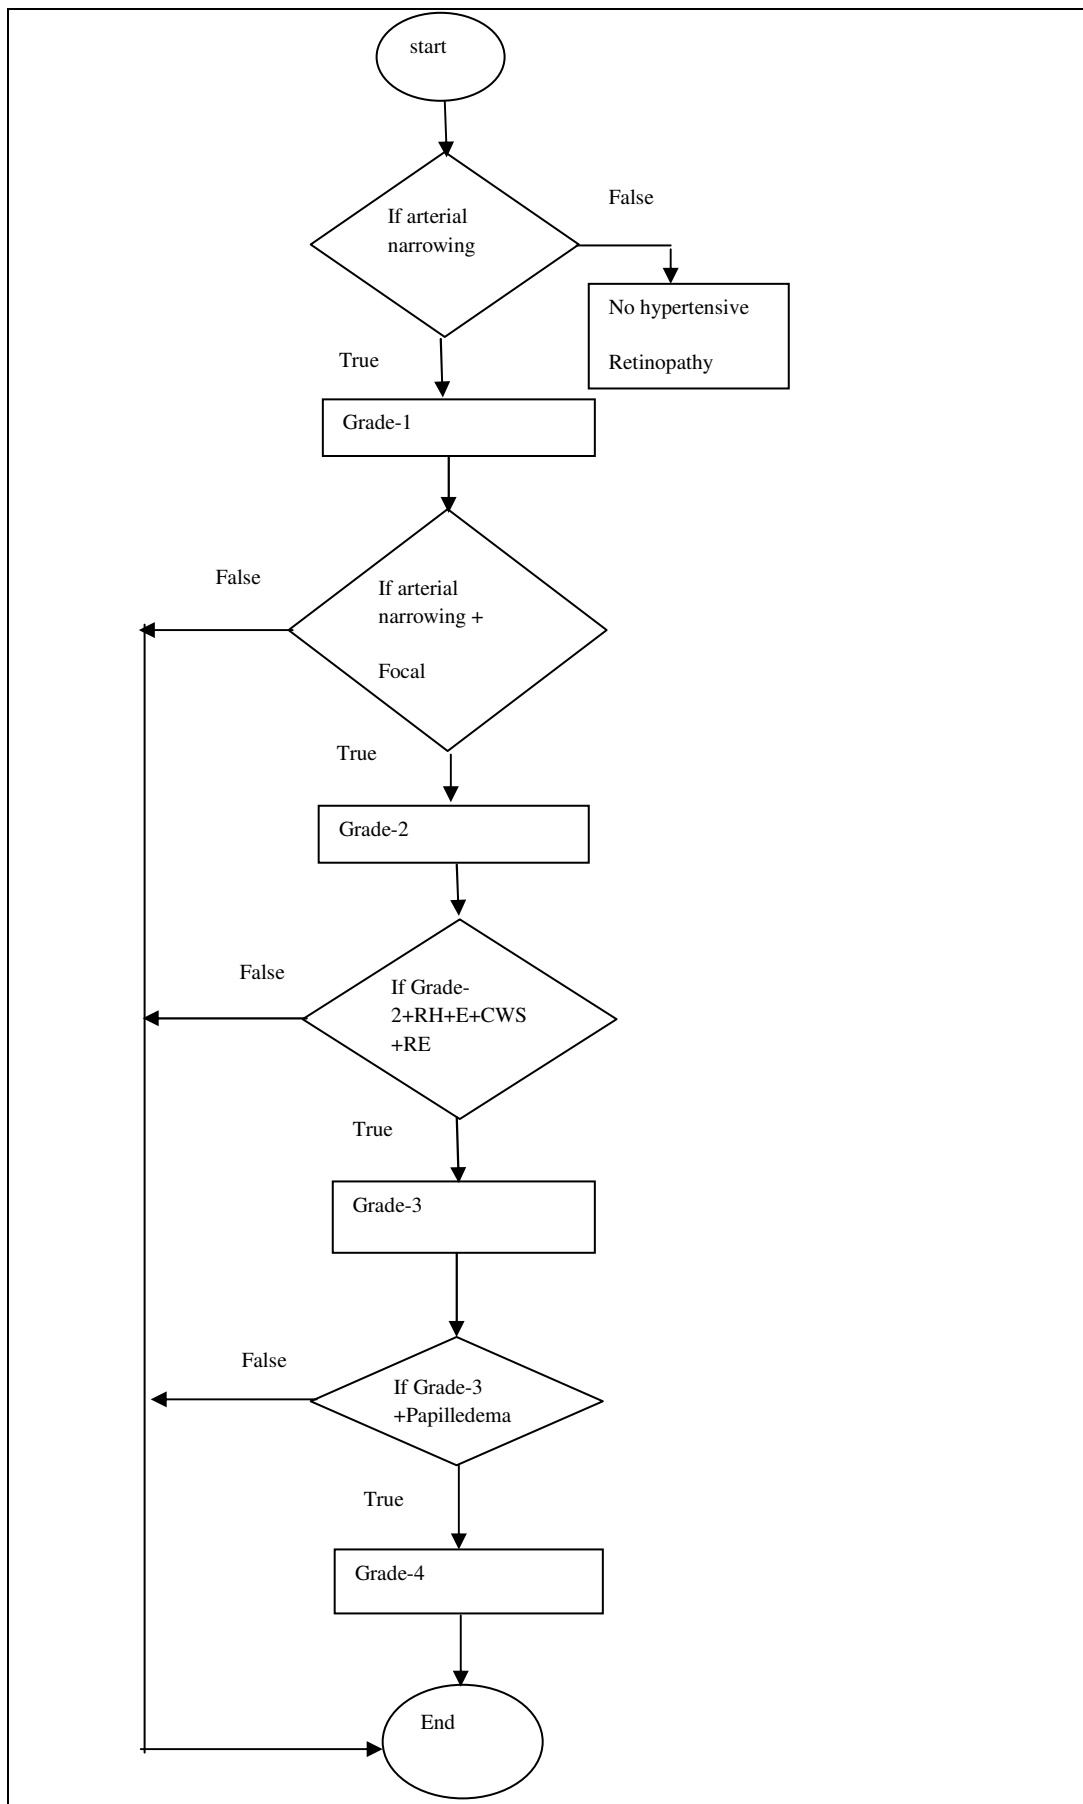 start
If arterial
narrowing
False
No hypertensive
Retinopathy
True
Grade-1
False
If arterial
narrowing +
Focal
True
Grade-2
False
If Grade-
2+RH+E+CWS
+RE
True
Grade-3
False
If Grade-3
+Papilledema
True
Grade-4
End